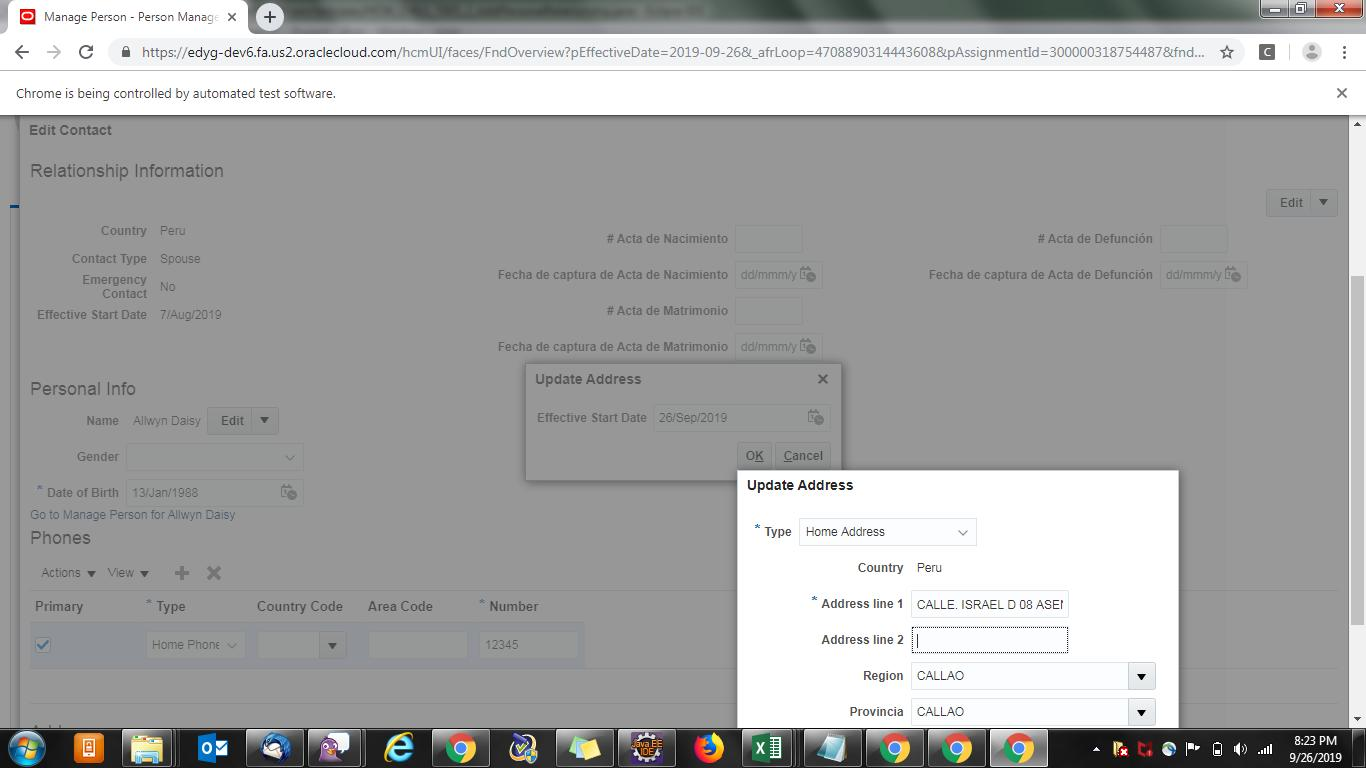 Manage Person - Person Manage
https://edyg-dev6.fa.us2.oraclecloud.com/hcmUI/faces/FndOverview?pEffectiveDate=2019-09-26&_afrLoop=4708890314443608&pAssignmentId=300000318754487&fnd...
C
Chrome is being controlled by automated test software.
Edit Contact
Relationship Information
Edit
Country Peru
Contact Type Spouse
Emergency Contact No
Effective Start Date 7/Aug/2019
# Acta de Nacimiento
Fecha de captura de Acta de Nacimiento dd/mmm/y
# Acta de Matrimonio
Fecha de captura de Acta de Matrimonio dd/mmm/y
# Acta de Defunción
Fecha de captura de Acta de Defunción dd/mmm/y
Personal Info
Name Allwyn Daisy Edit
Gender
* Date of Birth 13/Jan/1988
Go to Manage Person for Allwyn Daisy
Update Address
Effective Start Date 26/Sep/2019
OK Cancel
Phones
Actions View
Primary * Type Country Code Area Code * Number
Home Phone 12345
Update Address
* Type Home Address
Country Peru
* Address line 1 CALLE. ISRAEL D 08 ASEN
Address line 2
Region CALLAO
Provincia CALLAO
Java EE
IDE
8:23 PM
9/26/2019